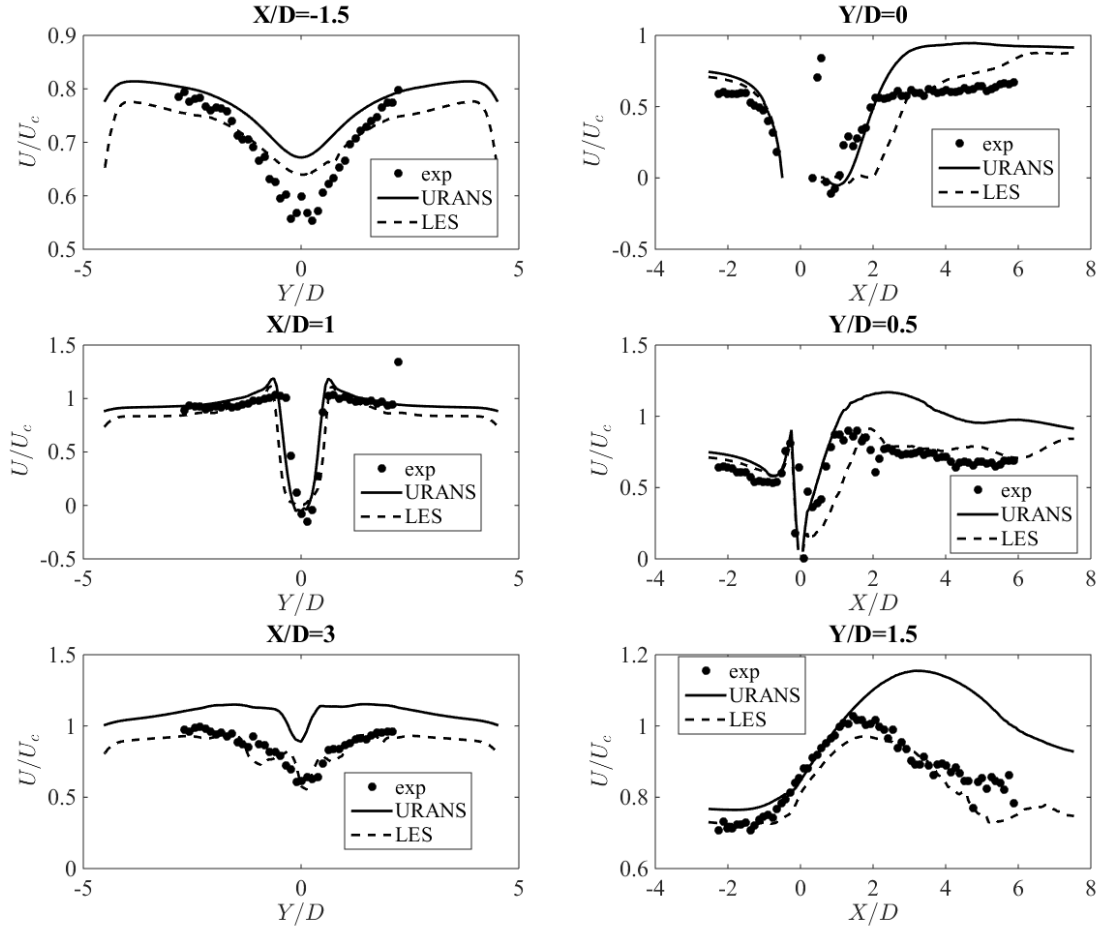 X/D=-1.5
0.9
0.8
0.7
0.6
0.5
U/U_c
-5 0 5
Y/D
exp
URANS
LES
Y/D=0
1
0.5
0
-0.5
U/U_c
-4 -2 0 2 4 6 8
X/D
exp
URANS
LES
X/D=1
1.5
1
0.5
0
-0.5
U/U_c
-5 0 5
Y/D
exp
URANS
LES
Y/D=0.5
1.5
1
0.5
0
U/U_c
-4 -2 0 2 4 6 8
X/D
exp
URANS
LES
X/D=3
1.5
1
0.5
0
U/U_c
-5 0 5
Y/D
exp
URANS
LES
Y/D=1.5
1.2
1
0.8
0.6
U/U_c
-4 -2 0 2 4 6 8
X/D
exp
URANS
LES